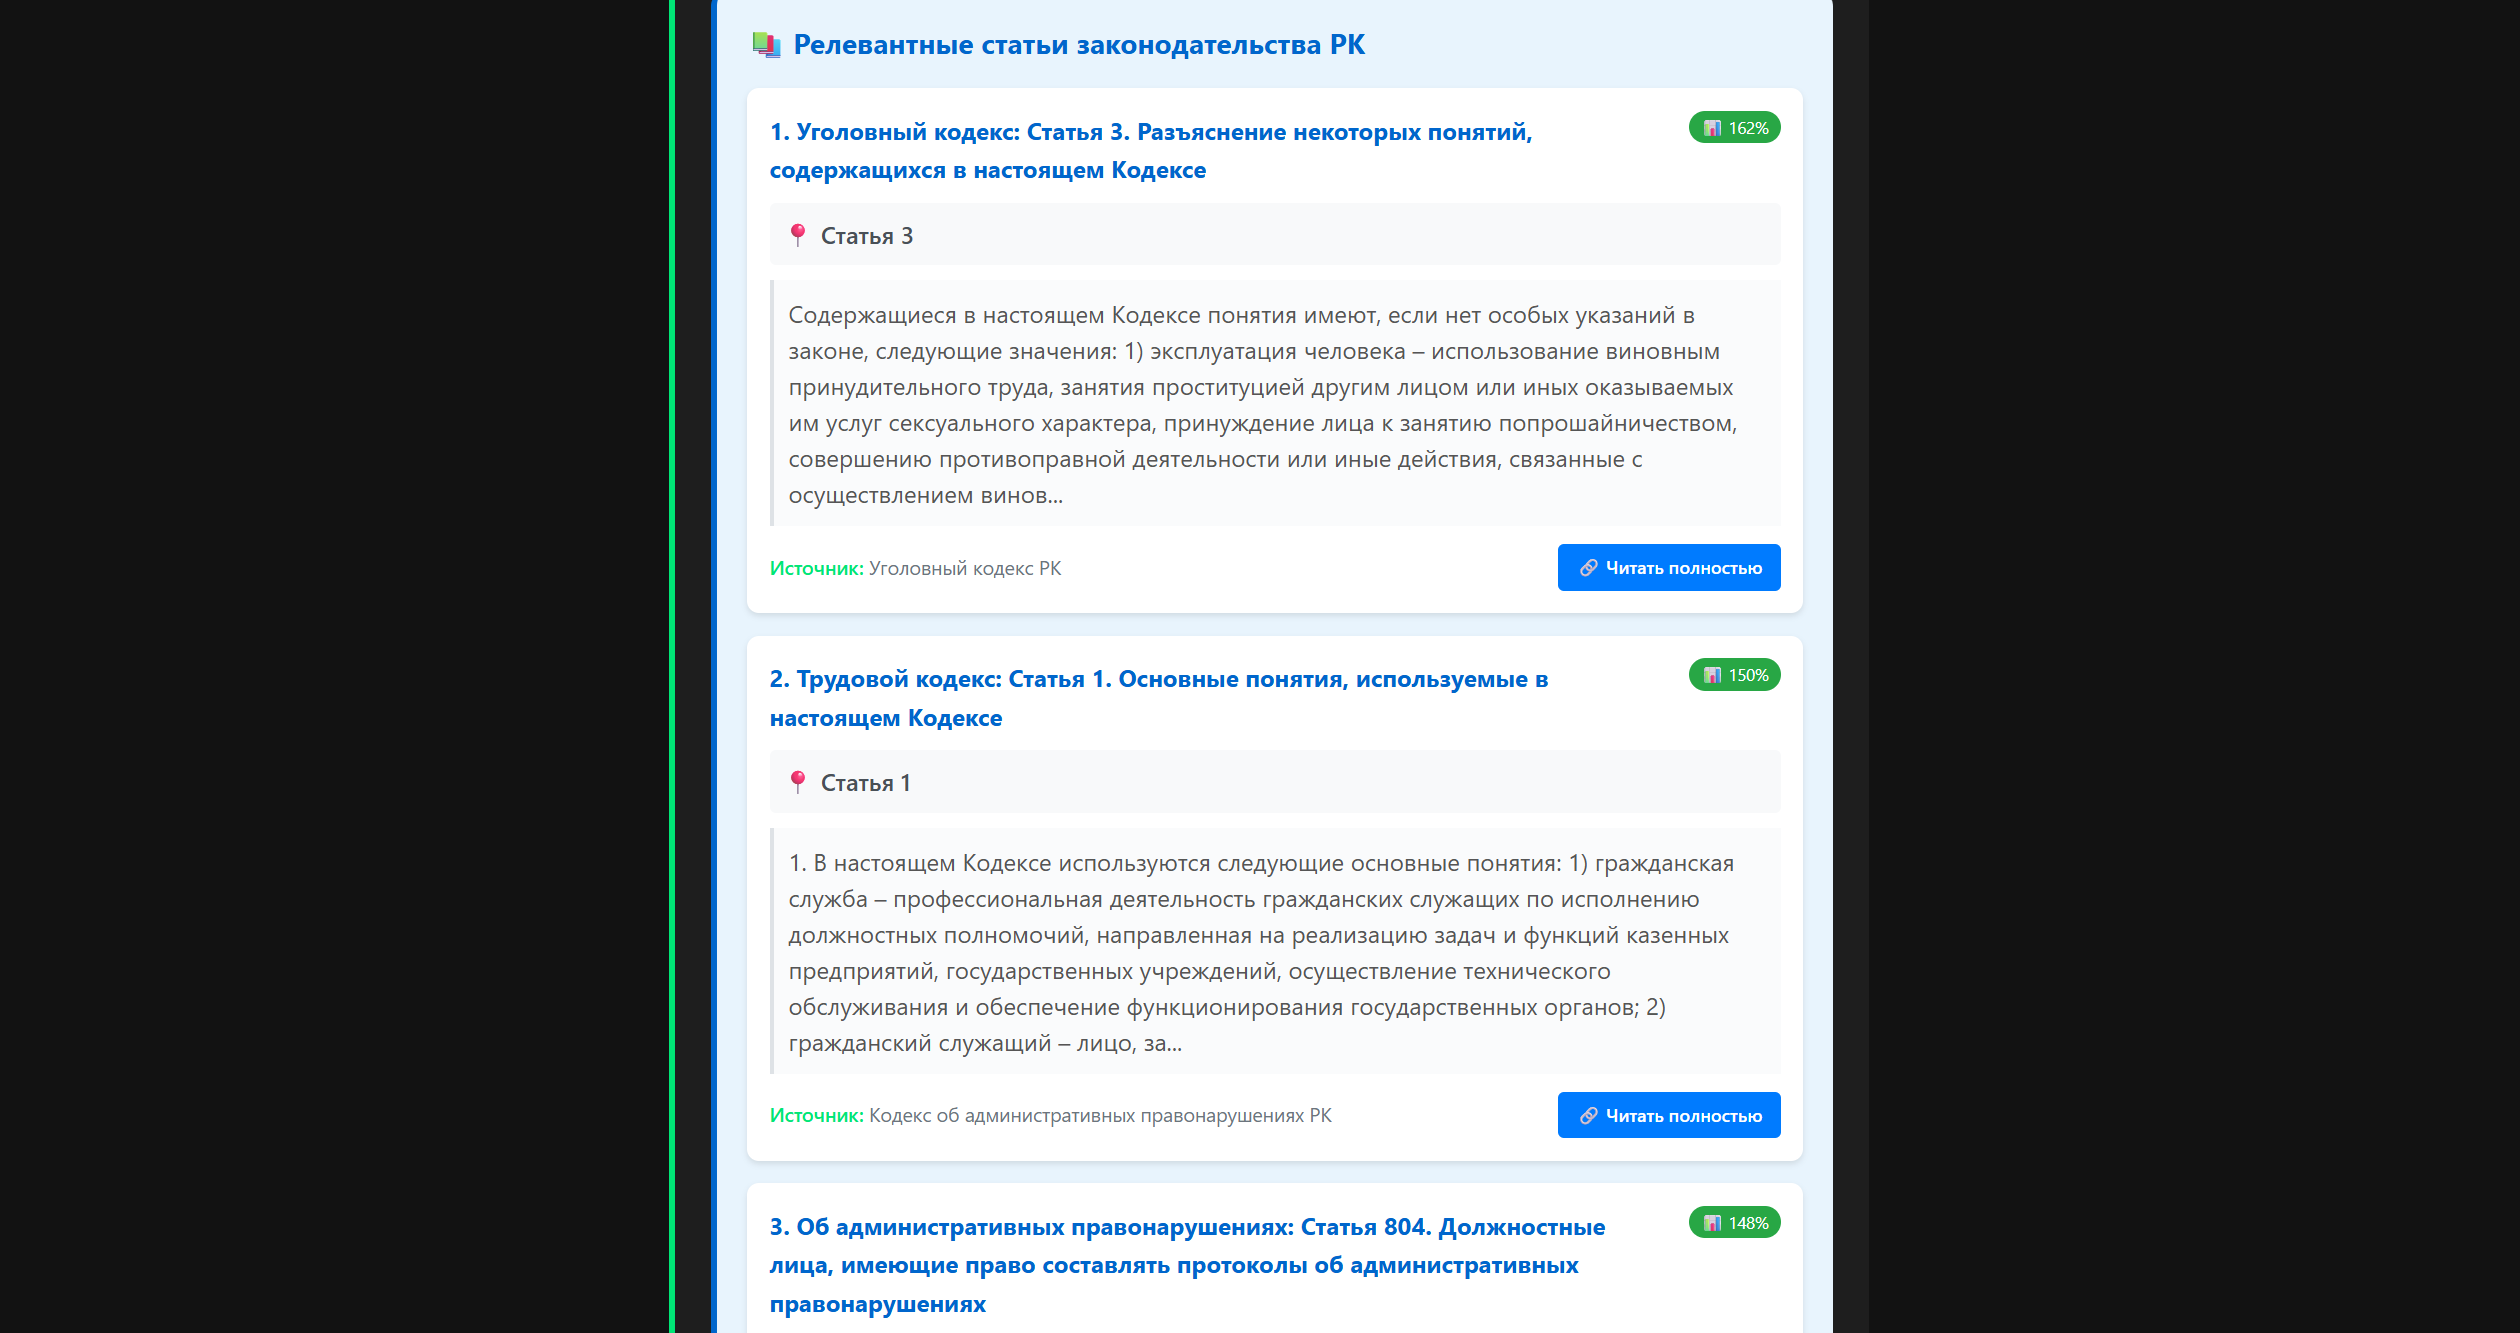 Релевантные статьи законодательства РК
1. Уголовный кодекс: Статья 3. Разъяснение некоторых понятий,
содержащихся в настоящем Кодексе
162%
Статья 3
Содержащиеся в настоящем Кодексе понятия имеют, если нет особых указаний в
законе, следующие значения: 1) эксплуатация человека – использование виновным
принудительного труда, занятия проституцией другим лицом или иных оказываемых
им услуг сексуального характера, принуждение лица к занятию попрошайничеством,
совершению противоправной деятельности или иные действия, связанные с
осуществлением винов...
Источник: Уголовный кодекс РК
Читать полностью
2. Трудовой кодекс: Статья 1. Основные понятия, используемые в
настоящем Кодексе
150%
Статья 1
1. В настоящем Кодексе используются следующие основные понятия: 1) гражданская
служба – профессиональная деятельность гражданских служащих по исполнению
должностных полномочий, направленная на реализацию задач и функций казенных
предприятий, государственных учреждений, осуществление технического
обслуживания и обеспечение функционирования государственных органов; 2)
гражданский служащий – лицо, за...
Источник: Кодекс об административных правонарушениях РК
Читать полностью
3. Об административных правонарушениях: Статья 804. Должностные
лица, имеющие право составлять протоколы об административных
правонарушениях
148%